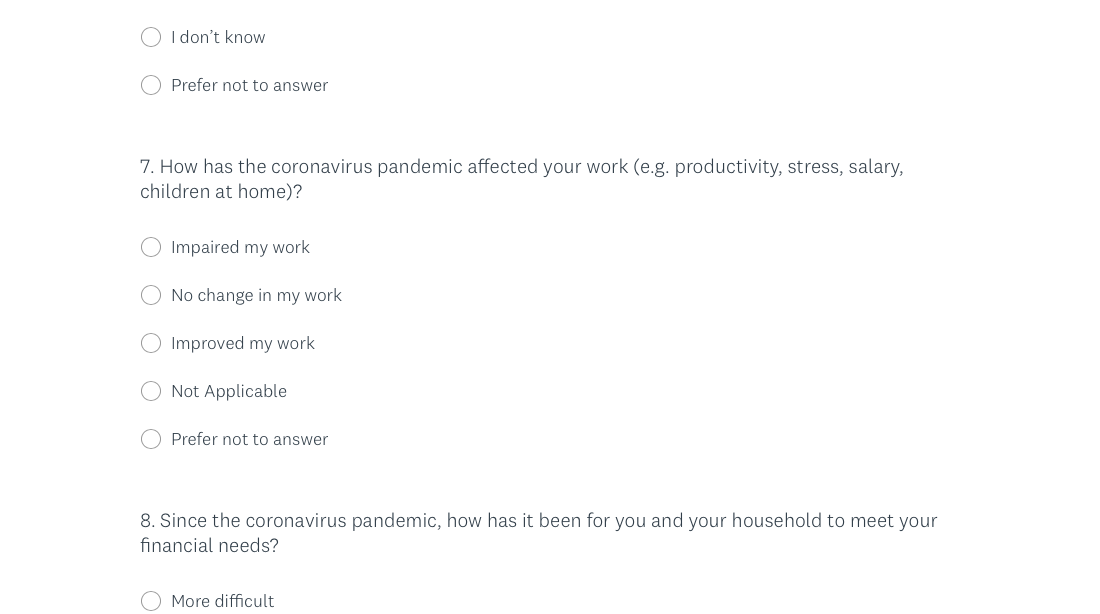 I don't know
Prefer not to answer
7. How has the coronavirus pandemic affected your work (e.g. productivity, stress, salary,
children at home)?
Impaired my work
No change in my work
Improved my work
Not Applicable
Prefer not to answer
8. Since the coronavirus pandemic, how has it been for you and your household to meet your
financial needs?
More difficult